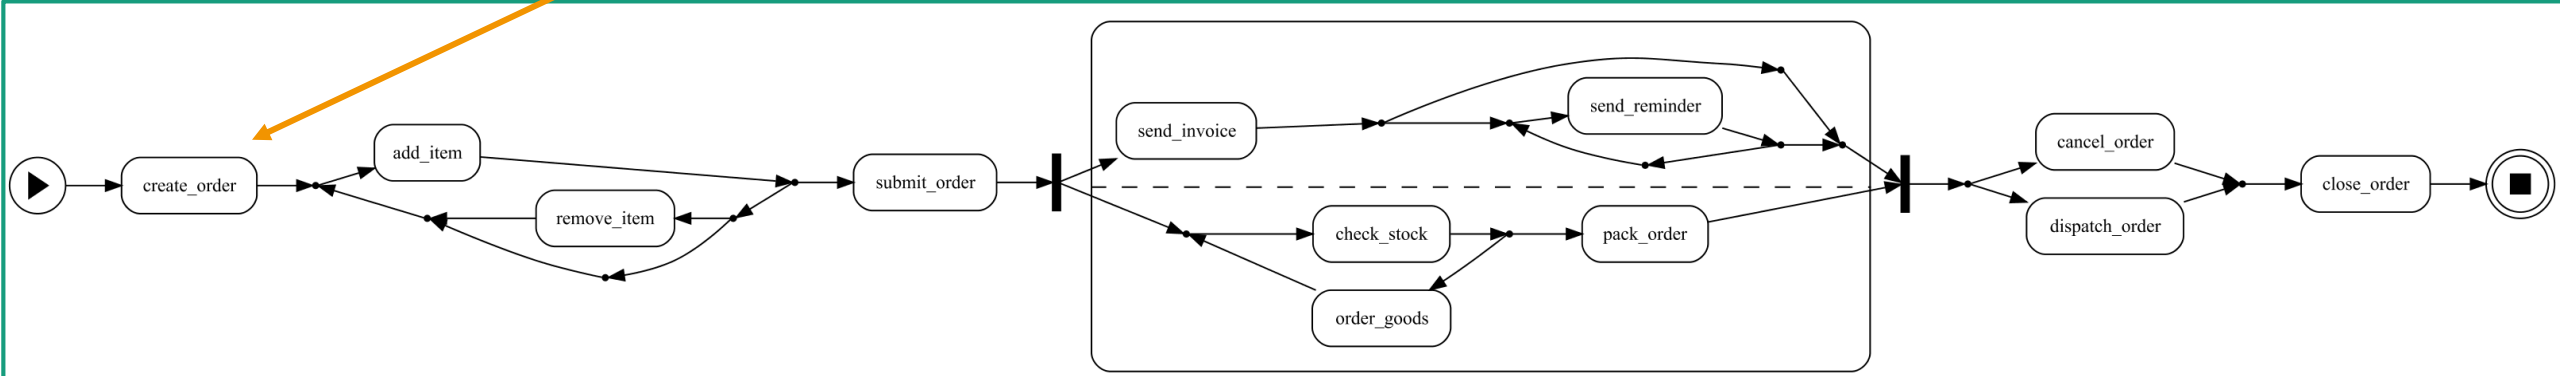 create_order
add_item
remove_item
submit_order
send_invoice
send_reminder
check_stock
pack_order
order_goods
cancel_order
dispatch_order
close_order